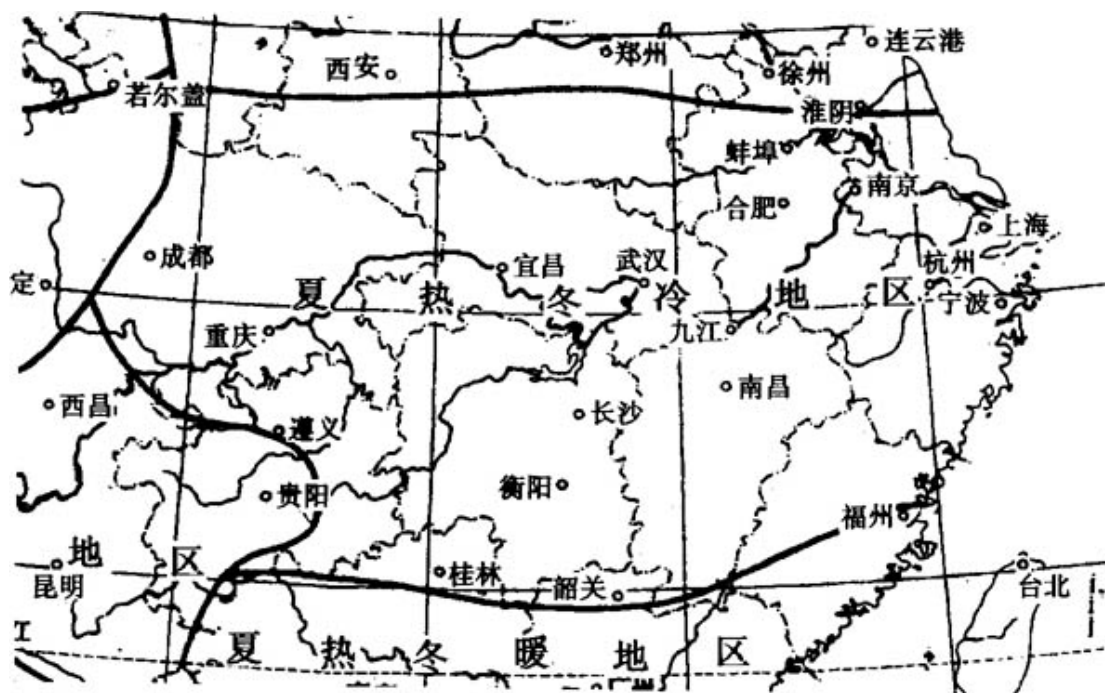 连云港
郑州
西安
徐州
若尔盖
淮阴
蚌埠
南京
合肥
上海
成都
宜昌
武汉
杭州
定
夏热冬冷地区
宁波
重庆
九江
西昌
南昌
长沙
遵义
衡阳
贵阳
福州
地区
昆明
桂林
韶关
台北
夏热冬暖地区